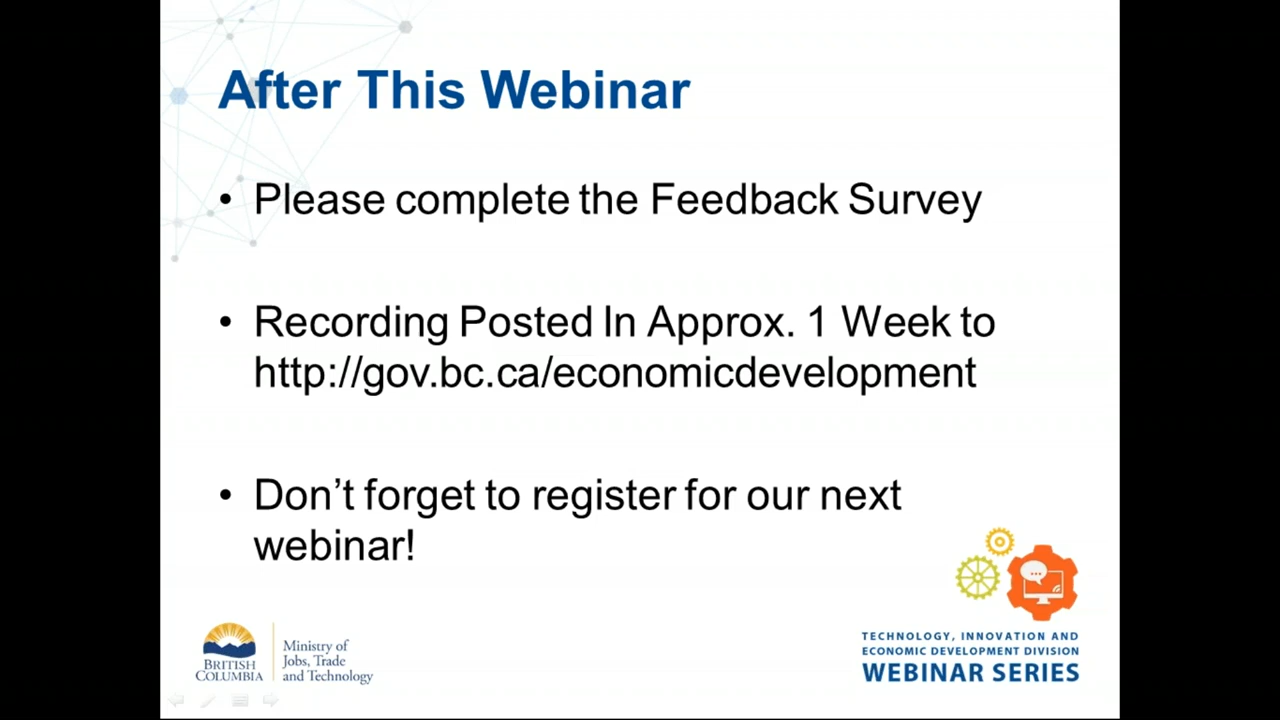 After This Webinar
• Please complete the Feedback Survey
• Recording Posted In Approx. 1 Week to
http://gov.bc.ca/economicdevelopment
• Don’t forget to register for our next
webinar!
BRITISH
COLUMBIA
Ministry of
Jobs, Trade
and Technology
TECHNOLOGY, INNOVATION AND
ECONOMIC DEVELOPMENT DIVISION
WEBINAR SERIES